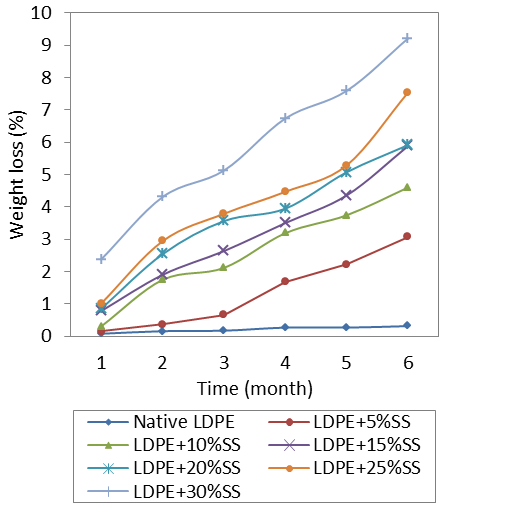 10
9
8
7
6
5
4
3
2
1
0
Weight loss (%)
1 2 3 4 5 6
Time (month)
Native LDPE LDPE+5%SS
LDPE+10%SS LDPE+15%SS
LDPE+20%SS LDPE+25%SS
LDPE+30%SS